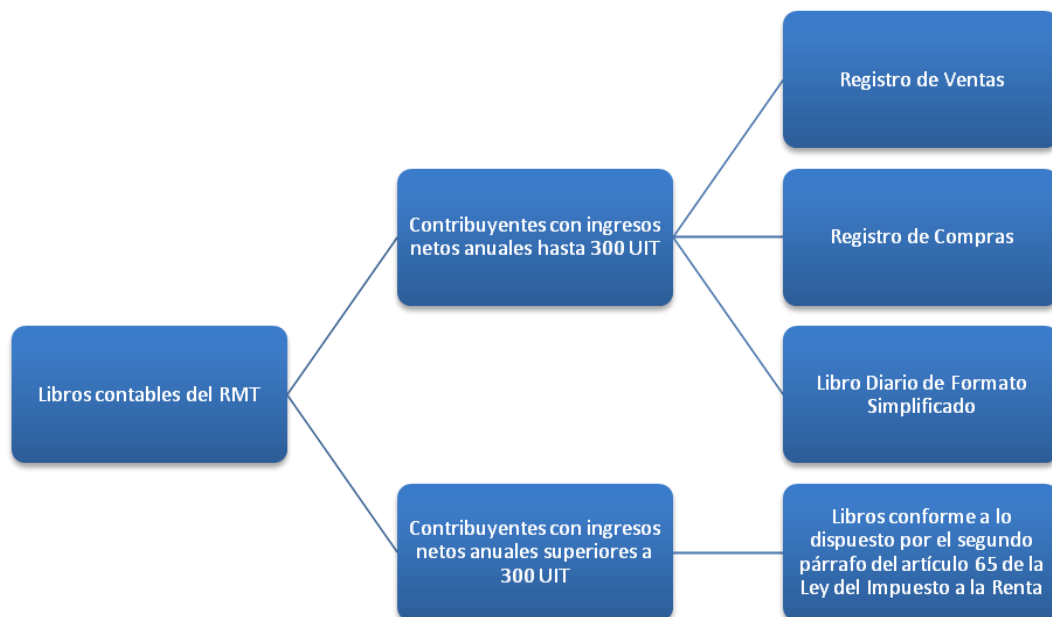 Registro de Ventas
Contribuyentes con ingresos
netos anuales hasta 300 UIT
Registro de Compras
Libros contables del RMT
Libro Diario de Formato
Simplificado
Contribuyentes con ingresos
netos anuales superiores a
300 UIT
Libros conforme a lo
dispuesto por el segundo
párrafo del artículo 65 de la
Ley del Impuesto a la Renta